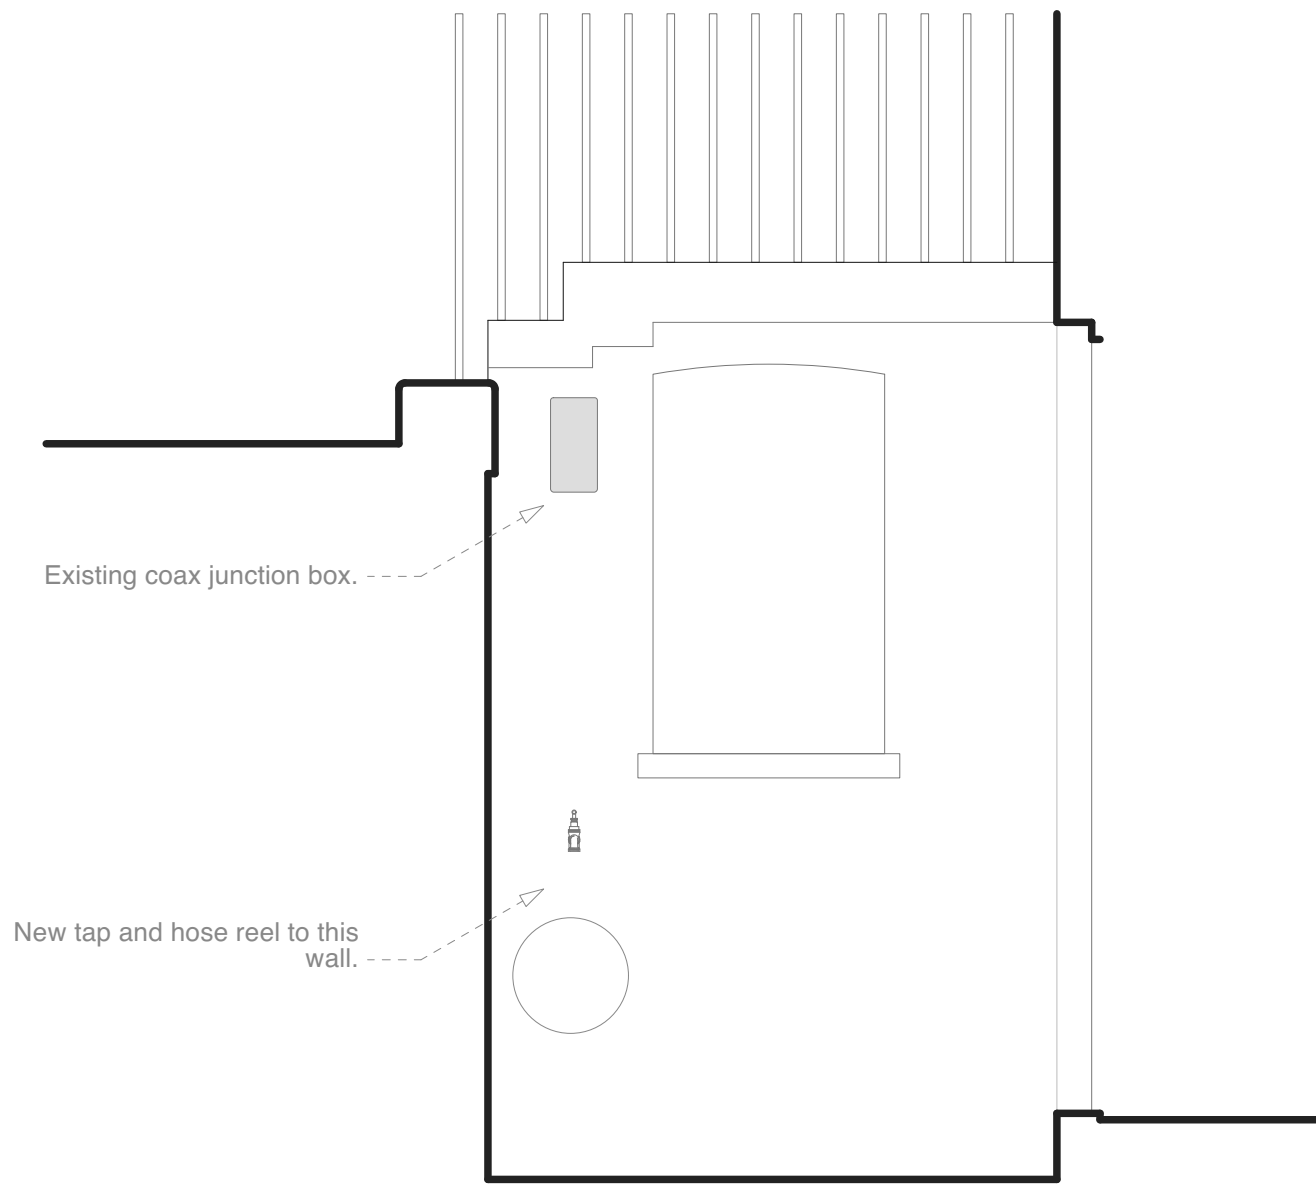 Existing coax junction box.
New tap and hose reel to this
wall.